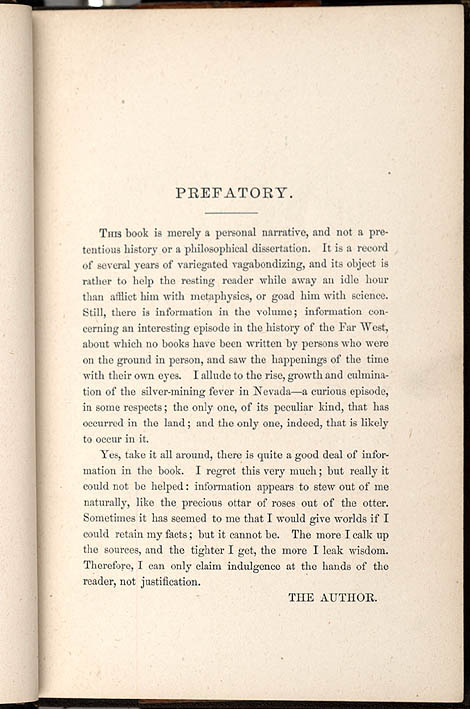 PREFATORY.
THIS book is merely a personal narrative, and not a pre-
tentious history or a philosophical dissertation. It is a record
of several years of variegated vagabondizing, and its object is
rather to help the resting reader while away an idle hour
than afflict him with metaphysics, or goad him with science.
Still, there is information in the volume; information con-
cerning an interesting episode in the history of the Far West,
about which no books have been written by persons who were
on the ground in person, and saw the happenings of the time
with their own eyes. I allude to the rise, growth and culmina-
tion of the silver-mining fever in Nevada—a curious episode,
in some respects; the only one, of its peculiar kind, that has
occurred in the land; and the only one, indeed, that is likely
to occur in it.
Yes, take it all around, there is quite a good deal of infor-
mation in the book. I regret this very much; but really it
could not be helped: information appears to stew out of me
naturally, like the precious ottar of roses out of the otter.
Sometimes it has seemed to me that I would give worlds if I
could retain my facts; but it cannot be. The more I calk up
the sources, and the tighter I get, the more I leak wisdom.
Therefore, I can only claim indulgence at the hands of the
reader, not justification.
THE AUTHOR.